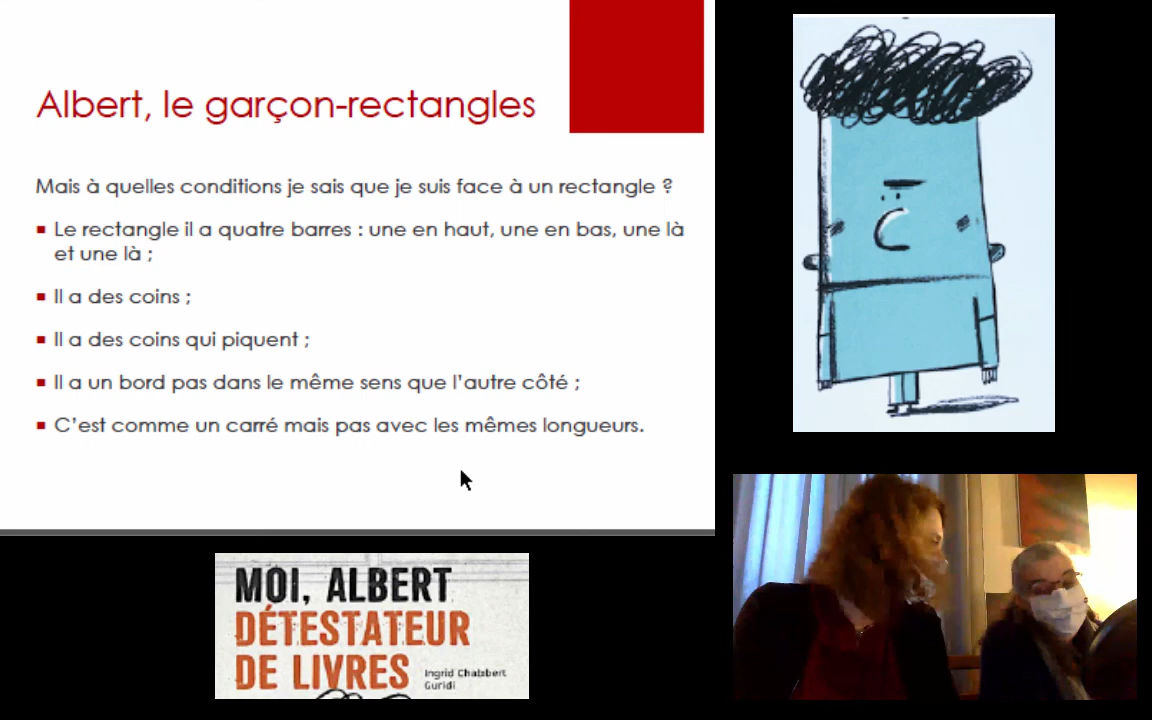 Albert, le garçon-rectangles
Mais à quelles conditions je sais que je suis face à un rectangle ?
Le rectangle il a quatre barres : une en haut, une en bas, une là
et une là ;
Il a des coins ;
Il a des coins qui piquent ;
Il a un bord pas dans le même sens que l'autre côté ;
C'est comme un carré mais pas avec les mêmes longueurs.
MOI, ALBERT
DÉTESTATEUR
DE LIVRES
Ingrid Chabbert
Guridi